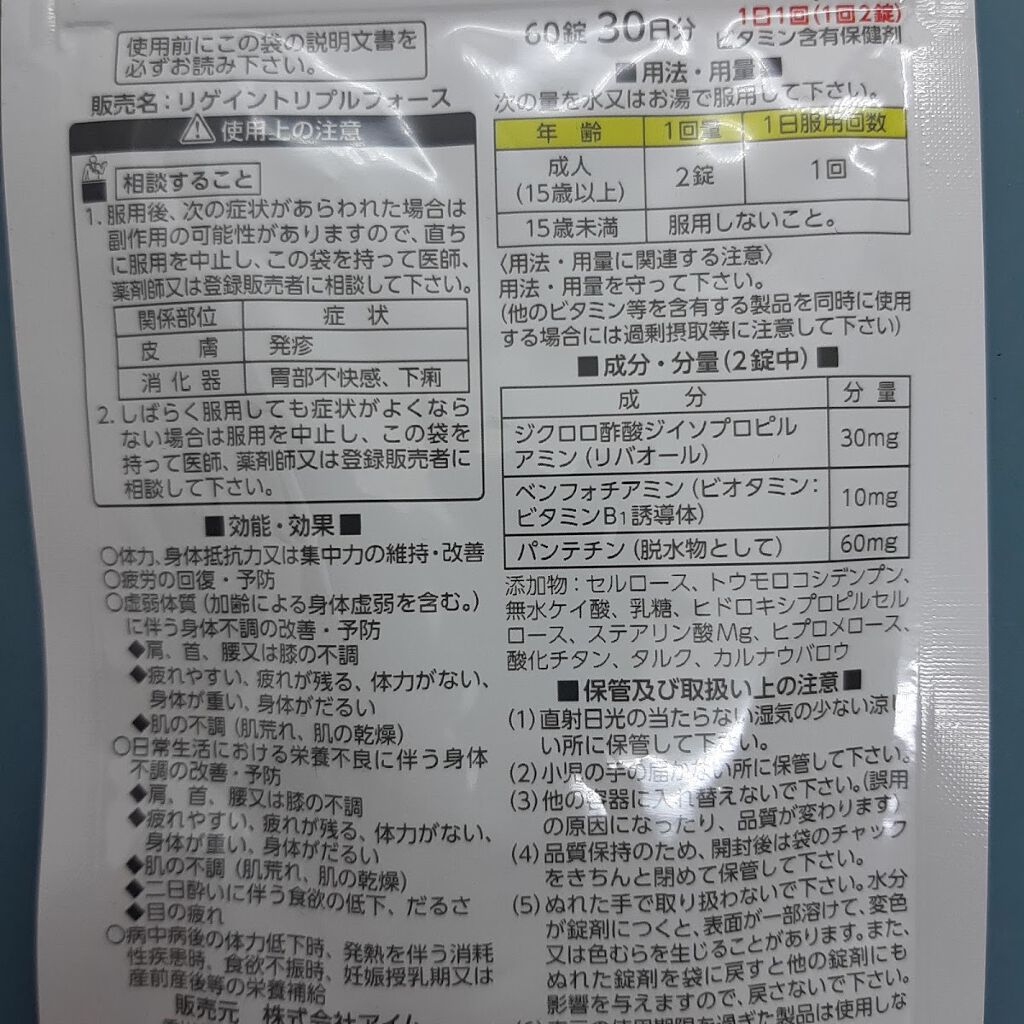 使用前にこの袋の説明文書を
必ずお読み下さい。
販売名：リゲイントリプルフォース
使用上の注意
相談すること
1. 服用後、次の症状があらわれた場合は
副作用の可能性がありますので、直ち
に服用を中止し、この袋を持って医師、
薬剤師又は登録販売者に相談して下さい。
関係部位 症状
皮膚 発疹
消化器 胃部不快感、下痢
2. しばらく服用しても症状がよくなら
ない場合は服用を中止し、この袋を
持って医師、薬剤師又は登録販売者に
相談して下さい。
■効能・効果■
○体力、身体抵抗力又は集中力の維持・改善
○疲労の回復・予防
○虚弱体質（加齢による身体虚弱を含む。）
に伴う身体不調の改善・予防
◆肩、首、腰又は膝の不調
◆疲れやすい、疲れが残る、体力がない、
身体が重い、身体がだるい
◆肌の不調（肌荒れ、肌の乾燥）
○日常生活における栄養不良に伴う身体
不調の改善・予防
◆肩、首、腰又は膝の不調
◆疲れやすい、疲れが残る、体力がない、
身体が重い、身体がだるい
◆肌の不調（肌荒れ、肌の乾燥）
◆二日酔いに伴う食欲の低下、だるさ
◆目の疲れ
○病中病後の体力低下時、発熱を伴う消耗
性疾患時、食欲不振時、妊娠授乳期又は
産前産後等の栄養補給
販売元 株式会社アイム
60錠 30日分
1日1回(1回2錠)
ビタミン含有保健剤
■用法・用量■
次の量を水又はお湯で服用して下さい。
年齢 1回量 1日服用回数
成人
(15歳以上) 2錠 1回
15歳未満 服用しないこと。
〈用法・用量に関連する注意〉
用法・用量を守って下さい。
(他のビタミン等を含有する製品を同時に使用
する場合には過剰摂取等に注意して下さい)
■成分・分量(2錠中)■
成分 分量
ジクロロ酢酸ジイソプロピル
アミン（リバオール） 30mg
ベンフォチアミン（ビオタミン：
ビタミンB1誘導体） 10mg
パンテチン（脱水物として） 60mg
添加物：セルロース、トウモロコシデンプン、
無水ケイ酸、乳糖、ヒドロキシプロピルセル
ロース、ステアリン酸Mg、ヒプロメロース、
酸化チタン、タルク、カルナウバロウ
■保管及び取扱い上の注意■
(1)直射日光の当たらない湿気の少ない涼し
い所に保管して下さい。
(2)小児の手の届かない所に保管して下さい。
(3)他の容器に入れ替えないで下さい。(誤用
の原因になったり、品質が変わります)
(4)品質保持のため、開封後は袋のチャック
をきちんと閉めて保管して下さい。
(5)ぬれた手で取り扱わないで下さい。水分
が錠剤につくと、表面が一部溶けて、変色
又は色むらを生じることがあります。また、
ぬれた錠剤を袋に戻すと他の錠剤にも
影響を与えますので、戻さないで下さい。
(6)表示の使用期限を過ぎた製品は使用しな